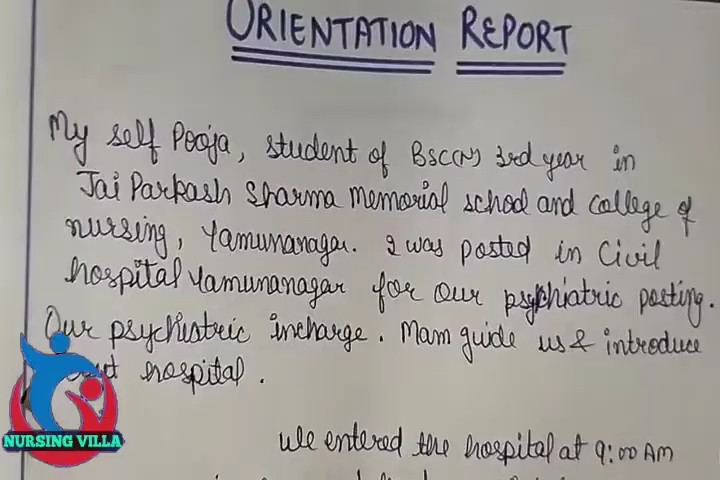 ORIENTATION REPORT
My self Pooja, student of BSC(N) 3rd year in
Jai Parkash Sharma memorial school and college of
nursing, Yamunanagar. I was posted in Civil
hospital Yamunanagar for our psychiatric posting.
Our psychistric incharge. Mam guide us & introduce
hospital.
NURSING VILLA
We entered the hospital at 9:00 AM